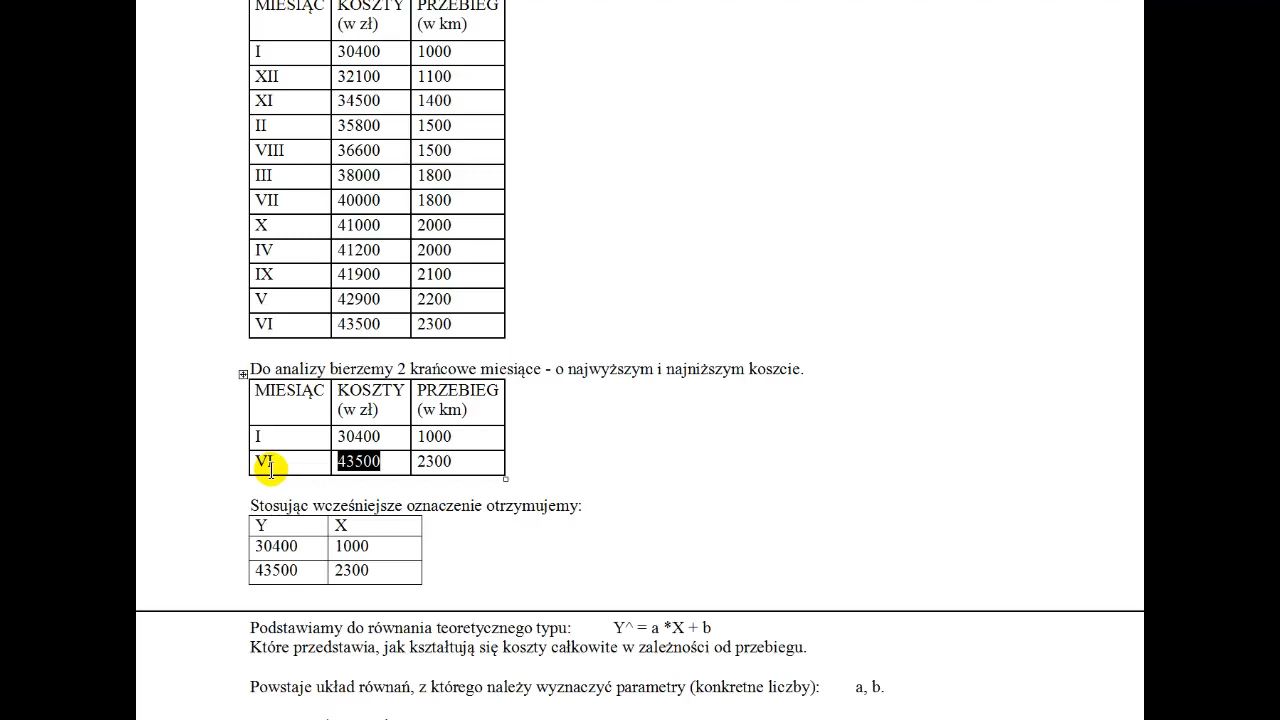 MIESIĄC KOSZTY PRZEBIEG
(w zł) (w km)
I 30400 1000
XII 32100 1100
XI 34500 1400
II 35800 1500
VIII 36600 1500
III 38000 1800
VII 40000 1800
X 41000 2000
IV 41200 2000
IX 41900 2100
V 42900 2200
VI 43500 2300
Do analizy bierzemy 2 krańcowe miesiące - o najwyższym i najniższym koszcie.
MIESIĄC KOSZTY PRZEBIEG
(w zł) (w km)
I 30400 1000
VI 43500 2300
Stosując wcześniejsze oznaczenie otrzymujemy:
Y X
30400 1000
43500 2300
Podstawiamy do równania teoretycznego typu: Y^ = a *X + b
Które przedstawia, jak kształtują się koszty całkowite w zależności od przebiegu.
Powstaje układ równań, z którego należy wyznaczyć parametry (konkretne liczby): a, b.